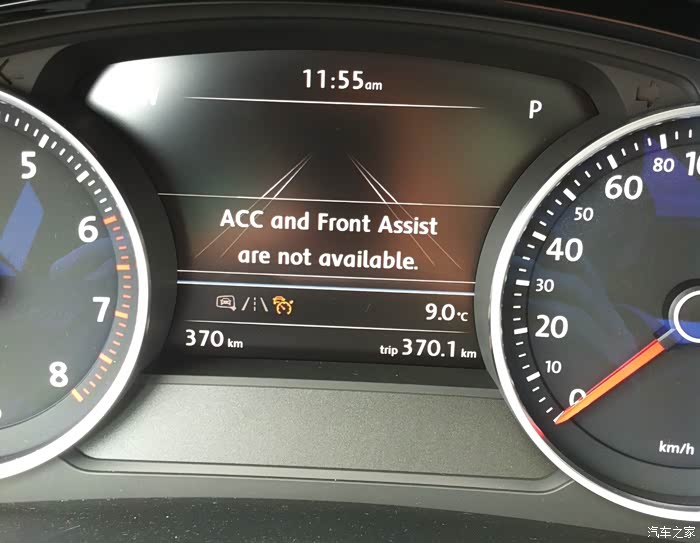 11:55am
P
ACC and Front Assist
are not available.
9.0°C
370 km
trip 370.1 km
5
6
7
8
0
10
20
30
40
50
60
80
km/h
汽车之家